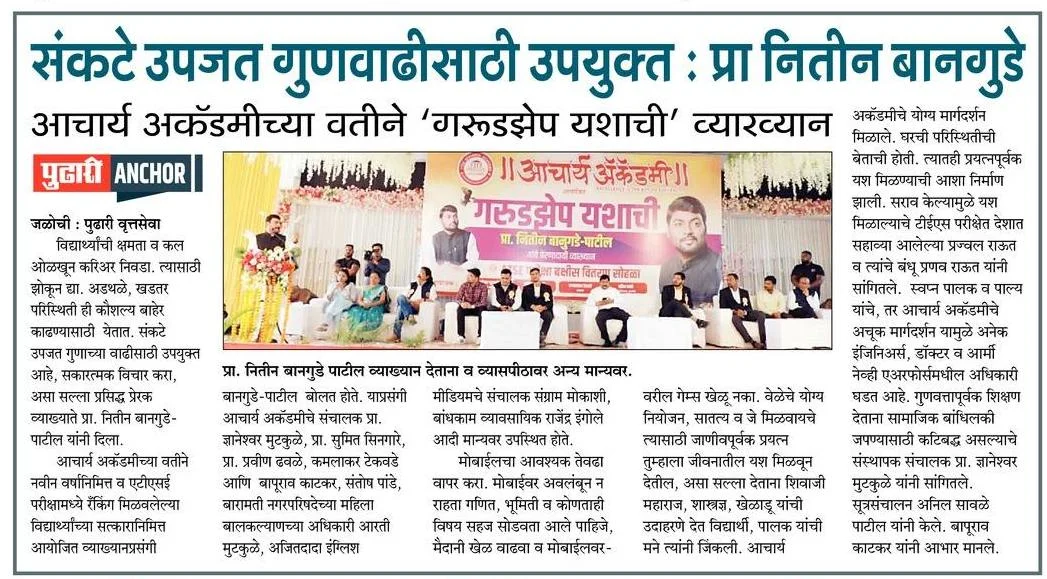 संकटे उपजत गुणवाढीसाठी उपयुक्त : प्रा नितीन बानगुडे
आचार्य अकॅडमीच्या वतीने ‘गरूडझेप यशाची’ व्याख्यान
पुढारी ANCHOR
जळोची : पुढारी वृत्तसेवा
विद्यार्थ्यांची क्षमता व कल
ओळखून करिअर निवडा. त्यासाठी
झोकून द्या. अडथळे, खडतर
परिस्थिती ही कौशल्य बाहेर
काढण्यासाठी येतात. संकटे
उपजत गुणाच्या वाढीसाठी उपयुक्त
आहे, सकारत्मक विचार करा,
असा सल्ला प्रसिद्ध प्रेरक
व्याख्याते प्रा. नितीन बानगुडे-
पाटील यांनी दिला.
आचार्य अकॅडमीच्या वतीने
नवीन वर्षानिमित्त व एटीएसई
परीक्षामध्ये रँकिंग मिळवलेल्या
विद्यार्थ्यांच्या सत्कारानिमित्त
आयोजित व्याख्यानप्रसंगी
॥ आचार्य ॲकॅडमी ॥
गरुडझेप यशाची
प्रा. नितीन बानुगडे-पाटील
यांचे प्रेरणादायी व्याख्यान
बक्षीस वितरण सोहळा
प्रा. नितीन बानगुडे पाटील व्याख्यान देताना व व्यासपीठावर अन्य मान्यवर.
बानगुडे-पाटील बोलत होते. याप्रसंगी
आचार्य अकॅडमीचे संचालक प्रा.
ज्ञानेश्वर मुटकुळे, प्रा. सुमित सिनगारे,
प्रा. प्रवीण ढवळे, कमलाकर टेकवडे
आणि बापूराव काटकर, संतोष पांडे,
बारामती नगरपरिषदेच्या महिला
बालकल्याणच्या अधिकारी आरती
मुटकुळे, अजितदादा इंग्लिश
मीडियमचे संचालक संग्राम मोकाशी,
बांधकाम व्यावसायिक राजेंद्र इंगोले
आदी मान्यवर उपस्थित होते.
मोबाईलचा आवश्यक तेवढा
वापर करा. मोबाईवर अवलंबून न
राहता गणित, भूमिती व कोणताही
विषय सहज सोडवता आले पाहिजे,
मैदानी खेळ वाढवा व मोबाईलवर-
वरील गेम्स खेळू नका. वेळेचे योग्य
नियोजन, सातत्य व जे मिळवायचे
त्यासाठी जाणीवपूर्वक प्रयत्न
तुम्हाला जीवनातील यश मिळवून
देतील, असा सल्ला देताना शिवाजी
महाराज, शास्त्रज्ञ, खेळाडू यांची
उदाहरणे देत विद्यार्थी, पालक यांची
मने त्यांनी जिंकली. आचार्य
अकॅडमीचे योग्य मार्गदर्शन
मिळाले. घरची परिस्थितीची
बेताची होती. त्यातही प्रयत्नपूर्वक
यश मिळण्याची आशा निर्माण
झाली. सराव केल्यामुळे यश
मिळाल्याचे टीईएस परीक्षेत देशात
सहाव्या आलेल्या प्रज्वल राऊत
व त्यांचे बंधू प्रणव राऊत यांनी
सांगितले. स्वप्न पालक व पाल्य
यांचे, तर आचार्य अकॅडमीचे
अचूक मार्गदर्शन यामुळे अनेक
इंजिनिअर्स, डॉक्टर व आर्मी
नेव्ही एअरफोर्समधील अधिकारी
घडत आहे. गुणवत्तापूर्वक शिक्षण
देताना सामाजिक बांधिलकी
जपण्यासाठी कटिबद्ध असल्याचे
संस्थापक संचालक प्रा. ज्ञानेश्वर
मुटकुळे यांनी सांगितले.
सूत्रसंचालन अनिल सावळे
पाटील यांनी केले. बापूराव
काटकर यांनी आभार मानले.